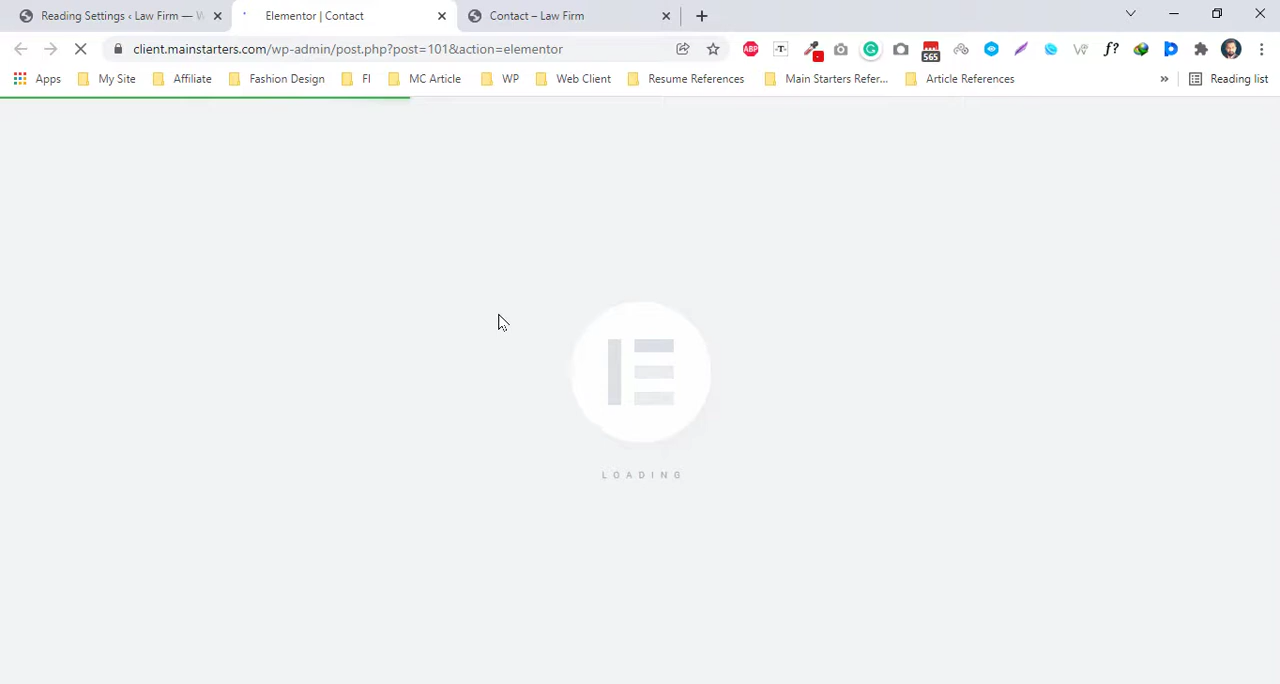 Reading Settings ‹ Law Firm — W
Elementor | Contact
Contact – Law Firm
client.mainstarters.com/wp-admin/post.php?post=101&action=elementor
ABP
-T-
565
f?
Apps
My Site
Affiliate
Fashion Design
FI
MC Article
WP
Web Client
Resume References
Main Starters Refer...
Article References
»
Reading list
LOADING